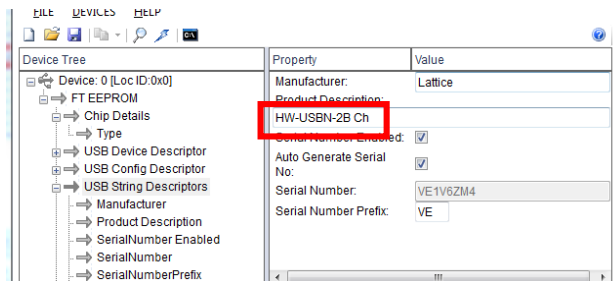 FILE DEVICES HELP
Device Tree
Property Value
Device: 0 [Loc ID:0x0]
FT EEPROM
Chip Details
Type
USB Device Descriptor
USB Config Descriptor
USB String Descriptors
Manufacturer
Product Description
SerialNumber Enabled
SerialNumber
SerialNumberPrefix
Manufacturer: Lattice
Product Description:
HW-USBN-2B Ch
Serial Number Enabled:
Auto Generate Serial
No:
Serial Number: VE1V6ZM4
Serial Number Prefix: VE